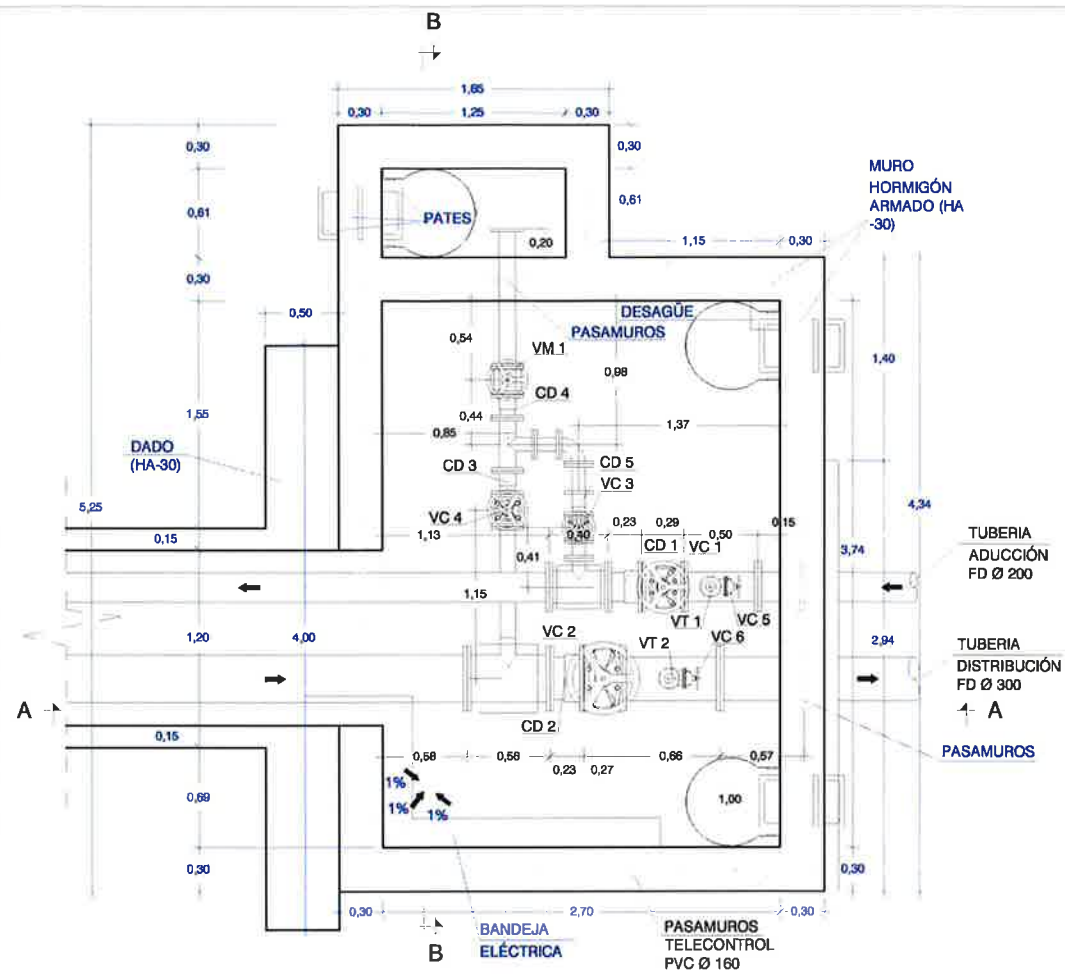 B
1,85
0,30
1,25
0,30
0,30
0,30
0,61
0,61
PATES
MURO
HORMIGÓN
ARMADO (HA
-30)
0,20
1,15
0,30
0,30
0,50
DESAGÜE
PASAMUROS
0,54
VM 1
0,98
1,40
CD 4
0,44
1,55
0,85
1,37
DADO
(HA-30)
CD 3
CD 5
VC 3
5,25
4,34
VC 4
0,15
1,13
0,40
0,23
0,29
0,50
0,15
CD 1
VC 1
0,41
3,74
TUBERIA
ADUCCIÓN
FD Ø 200
1,15
VT 1
VC 5
1,20
4,00
VC 2
VT 2
VC 6
2,94
TUBERIA
DISTRIBUCIÓN
FD Ø 300
A
A
CD 2
0,15
PASAMUROS
0,58
0,58
0,66
0,57
0,23
0,27
1%
0,69
1%
1%
1,00
0,30
0,30
0,30
2,70
0,30
B
BANDEJA
ELÉCTRICA
PASAMUROS
TELECONTROL
PVC Ø 160